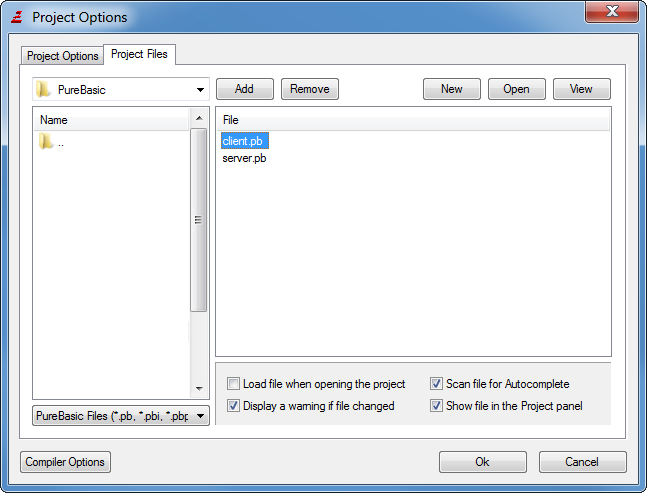 Project Options
Project Options Project Files
PureBasic Add Remove New Open View
Name File
.. client.pb
server.pb
Load file when opening the project Scan file for Autocomplete
Display a warning if file changed Show file in the Project panel
PureBasic Files (*.pb, *.pbi, *.pbp
Compiler Options Ok Cancel